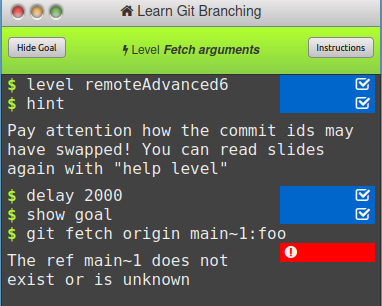 Learn Git Branching
Hide Goal
Level Fetch arguments
Instructions
$ level remoteAdvanced6
$ hint
Pay attention how the commit ids may
have swapped! You can read slides
again with "help level"
$ delay 2000
$ show goal
$ git fetch origin main~1:foo
The ref main~1 does not
exist or is unknown